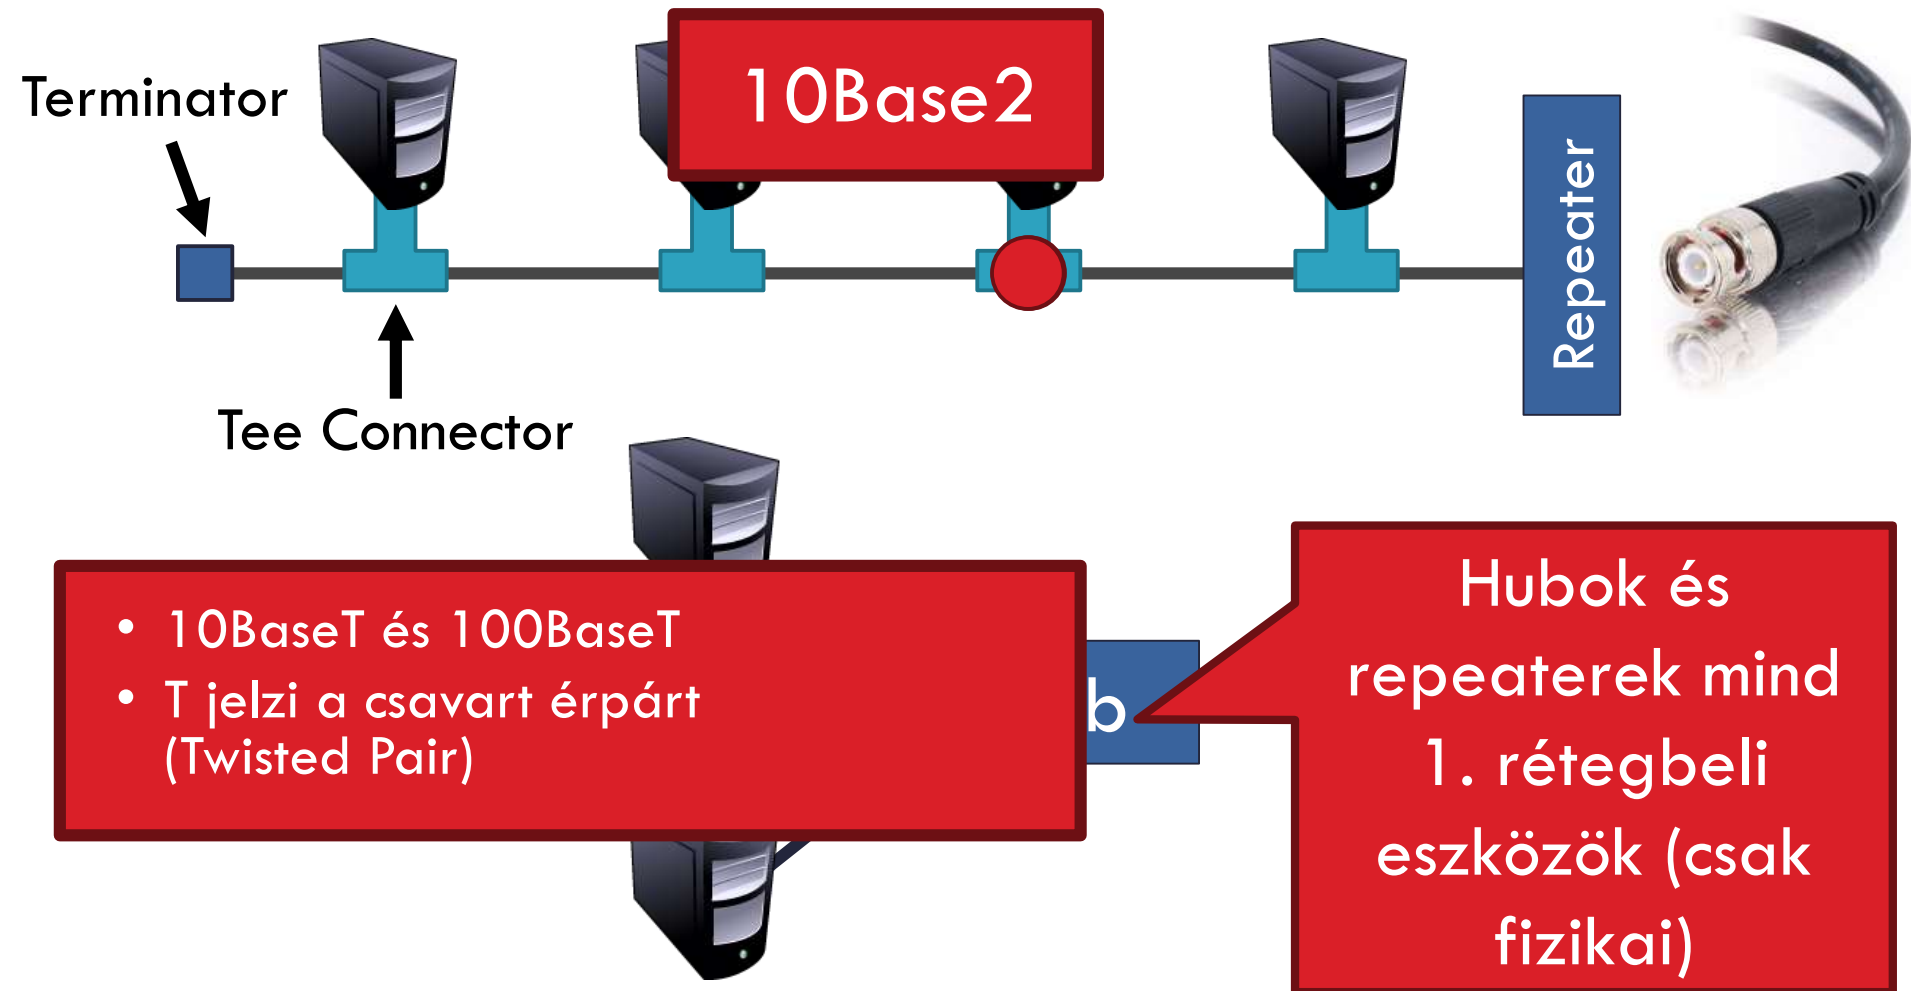 10Base2
Terminator
Repeater
Tee Connector
• 10BaseT és 100BaseT
• T jelzi a csavart érpárt
(Twisted Pair)
b
Hubok és
repeaterek mind
1. rétegbeli
eszközök (csak
fizikai)